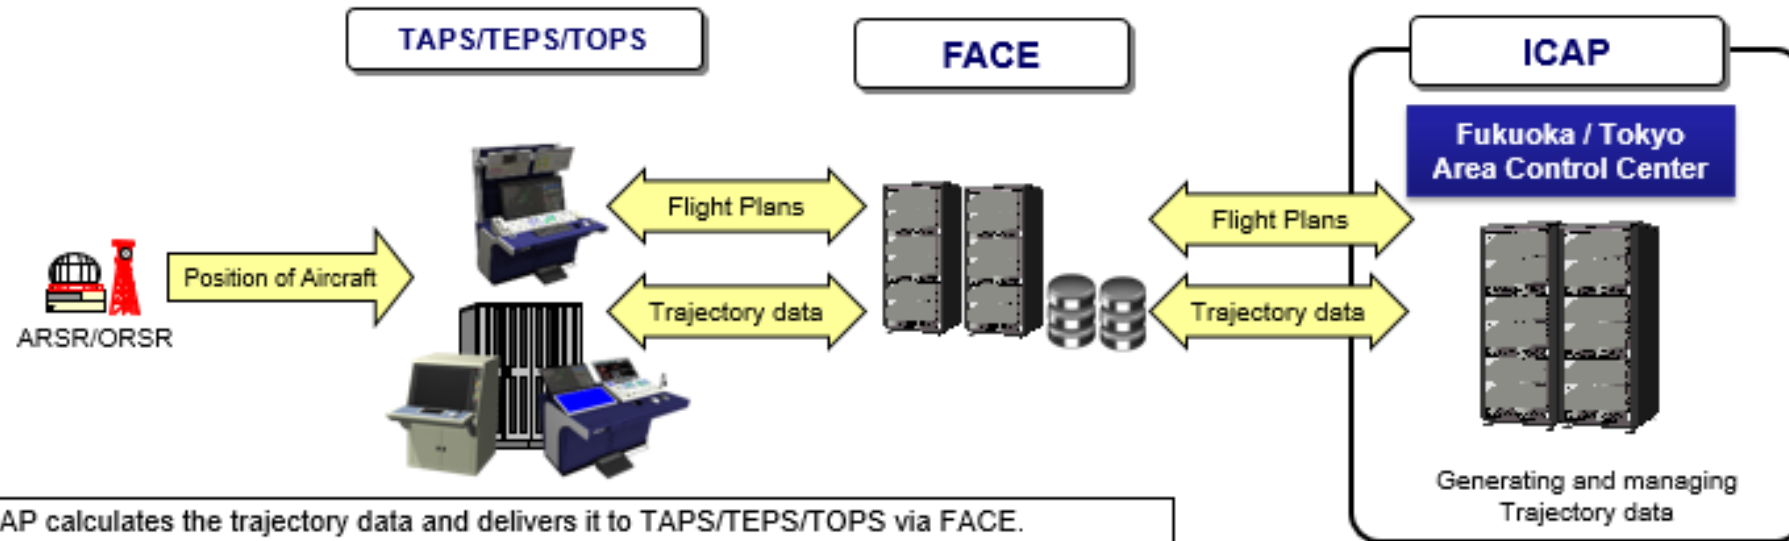 TAPS/TEPS/TOPS
FACE
ICAP
Fukuoka / Tokyo
Area Control Center
Flight Plans
Flight Plans
Position of Aircraft
Trajectory data
Trajectory data
ARSR/ORSR
Generating and managing
Trajectory data
AP calculates the trajectory data and delivers it to TAPS/TEPS/TOPS via FACE.